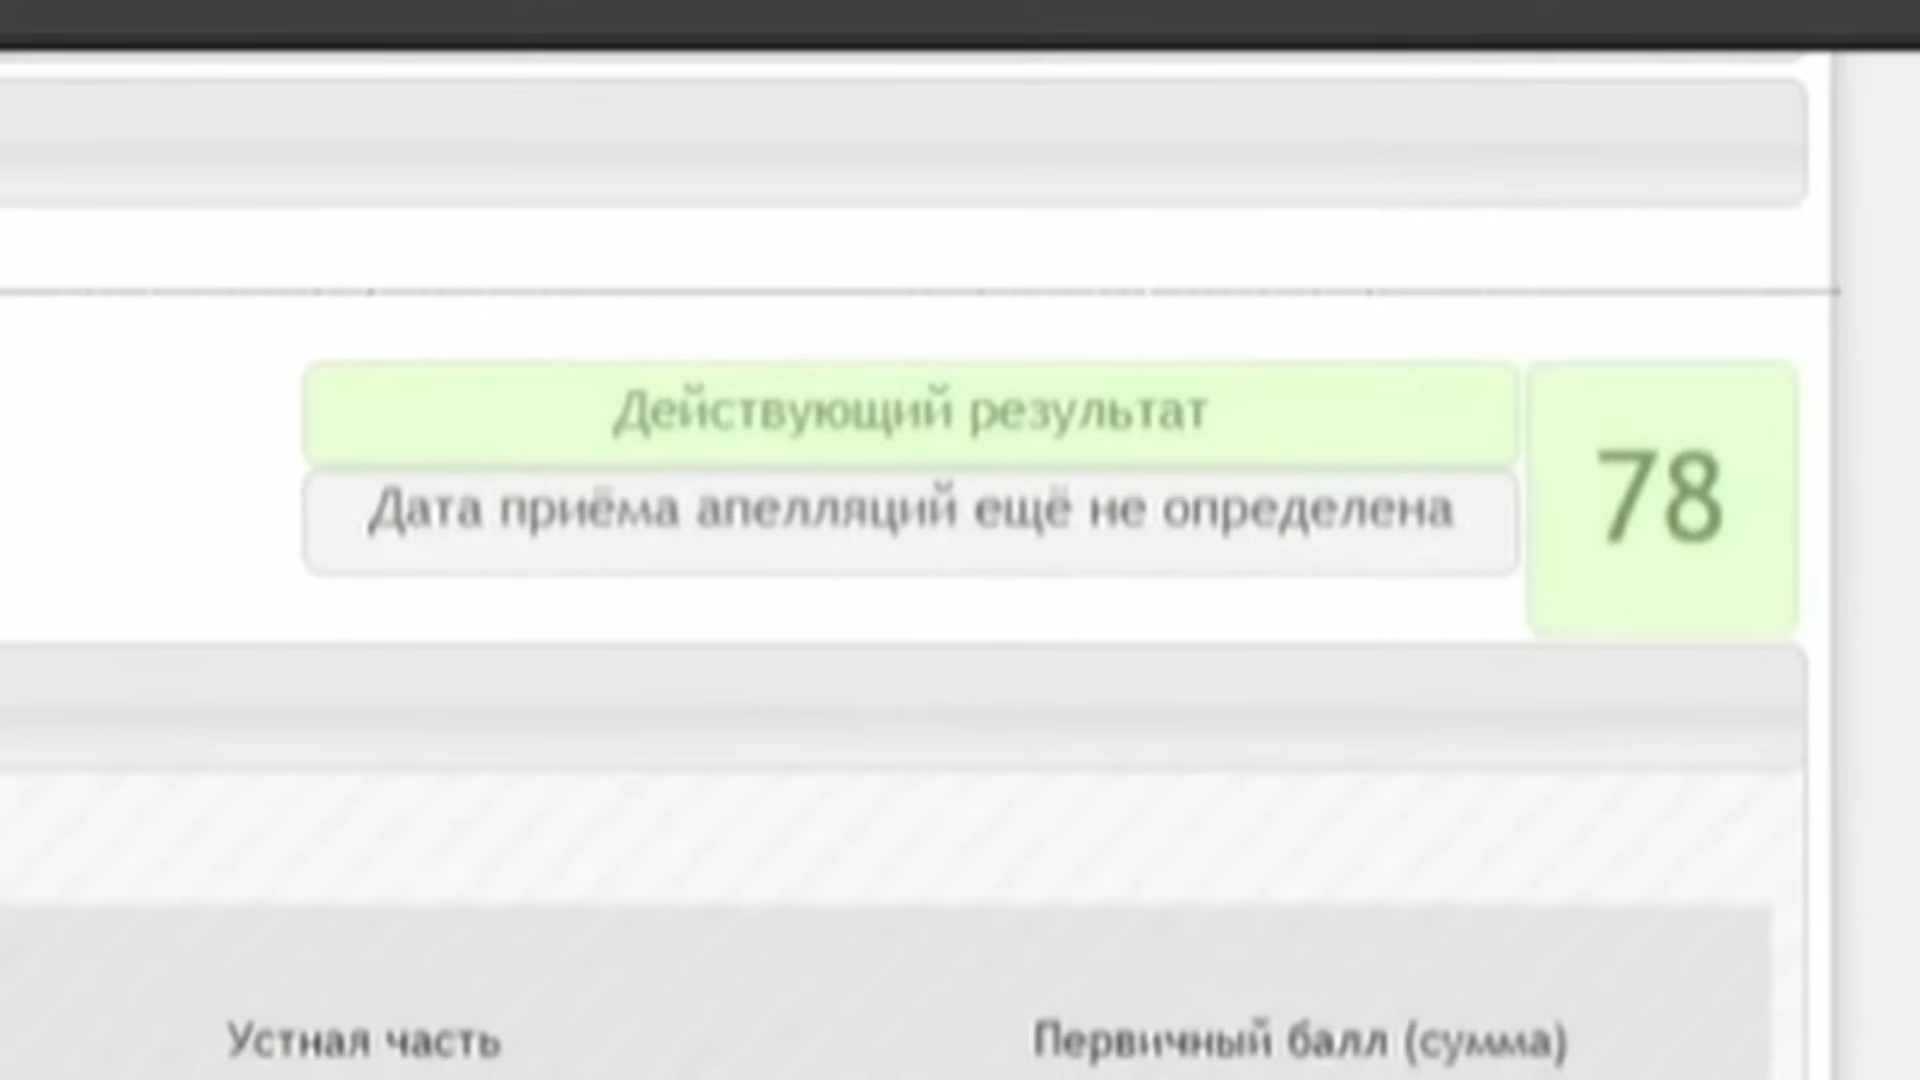 Действующий результат
78
Дата приёма апелляций ещё не определена
Устная часть
Первичный балл (сумма)